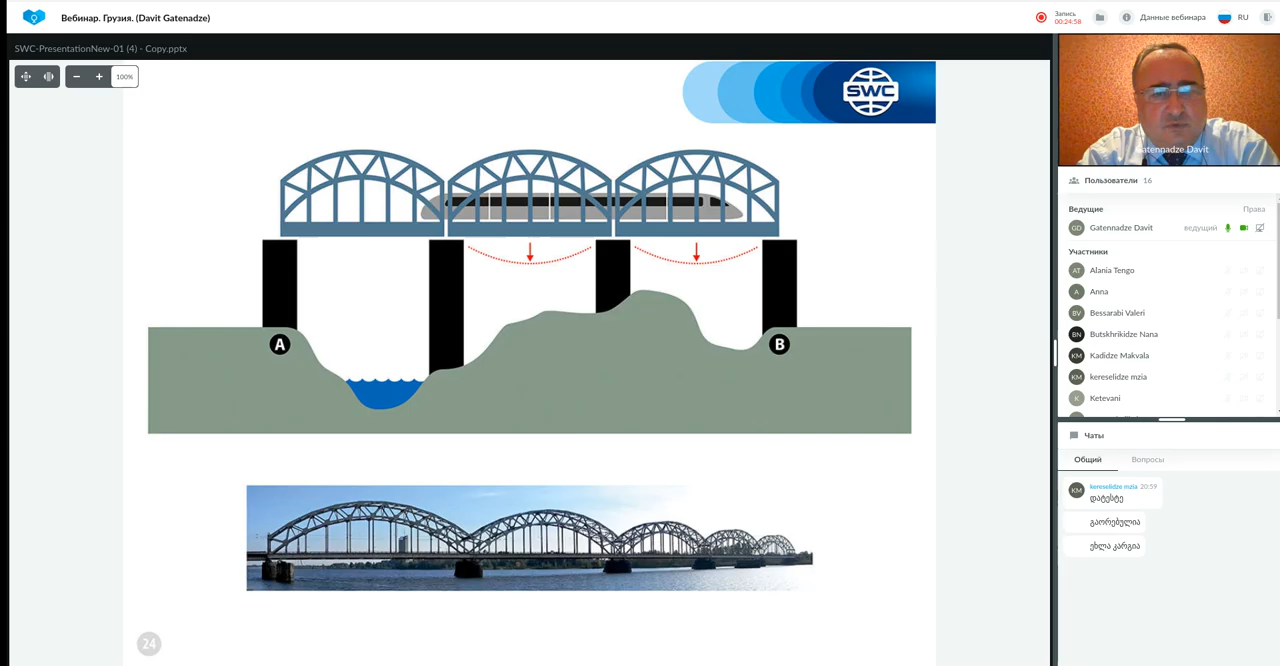 Вебинар. Грузия. (Davit Gatenadze)
Запись
00:24:58
Данные вебинара
RU
SWC-PresentationNew-01 (4) - Copy.pptx
100%
SWC
A
B
24
Gatennadze Davit
Пользователи 16
Ведущие
Права
GD Gatennadze Davit ведущий
Участники
AT Alania Tengo
A Anna
BV Bessarabi Valeri
BN Butskhrikidze Nana
KM Kadidze Makvala
KM kereselidze mzia
K Ketevani
Чаты
Общий
Вопросы
KM kereselidze mzia 20:59
დატესტე
გაორებულია
ეხლა კარგია